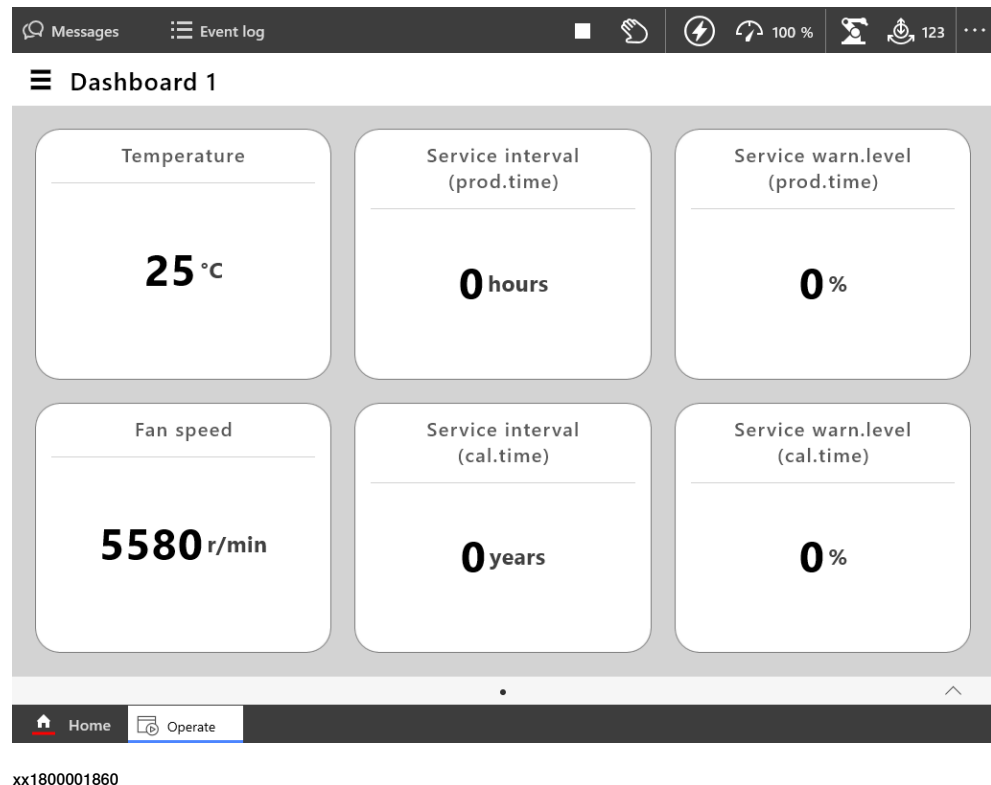 Messages Event log 100 % 123 ...
Dashboard 1
Temperature
25 °C
Service interval
(prod.time)
0 hours
Service warn.level
(prod.time)
0 %
Fan speed
5580 r/min
Service interval
(cal.time)
0 years
Service warn.level
(cal.time)
0 %
Home Operate
xx1800001860